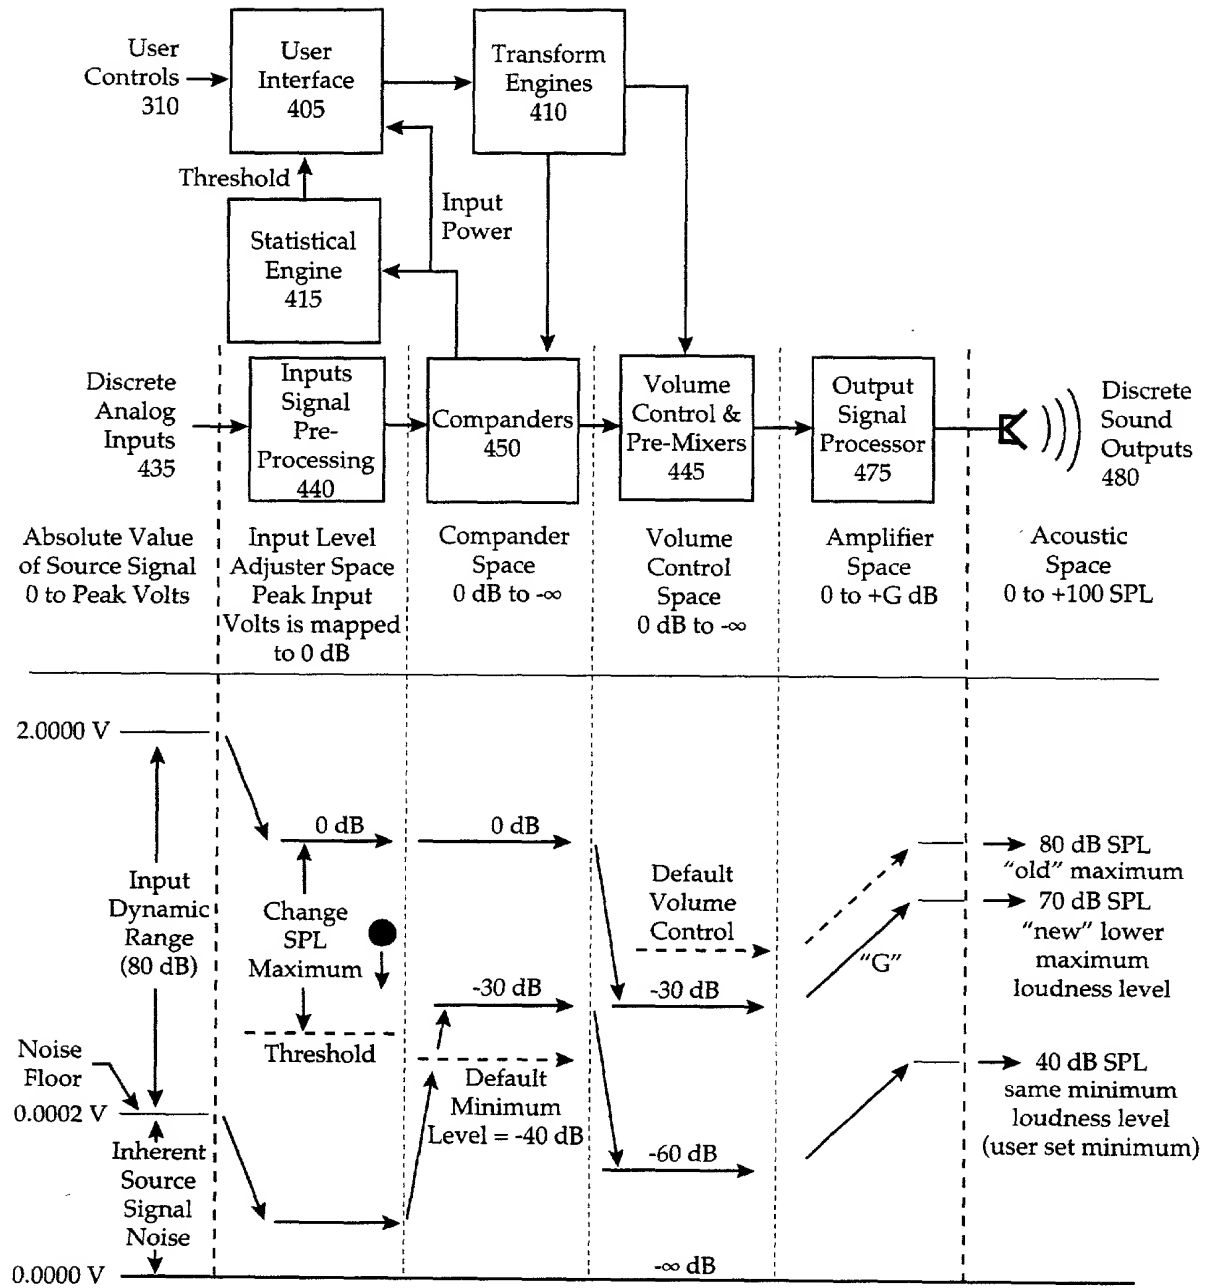 User
Controls
310
User
Interface
405
Transform
Engines
410
Threshold
Input
Power
Statistical
Engine
415
Discrete
Analog
Inputs
435
Inputs
Signal
Pre-
Processing
440
Companders
450
Volume
Control &
Pre-Mixers
445
Output
Signal
Processor
475
Discrete
Sound
Outputs
480
Absolute Value
of Source Signal
0 to Peak Volts
Input Level
Adjuster Space
Peak Input
Volts is mapped
to 0 dB
Compander
Space
0 dB to -∞
Volume
Control
Space
0 dB to -∞
Amplifier
Space
0 to +G dB
Acoustic
Space
0 to +100 SPL
2.0000 V
Input
Dynamic
Range
(80 dB)
Noise
Floor
0.0002 V
Inherent
Source
Signal
Noise
0.0000 V
0 dB
Change
SPL
Maximum
Threshold
0 dB
-30 dB
Default
Minimum
Level = -40 dB
Default
Volume
Control
-30 dB
-60 dB
-∞ dB
"G"
80 dB SPL
"old" maximum
70 dB SPL
"new" lower
maximum
loudness level
40 dB SPL
same minimum
loudness level
(user set minimum)